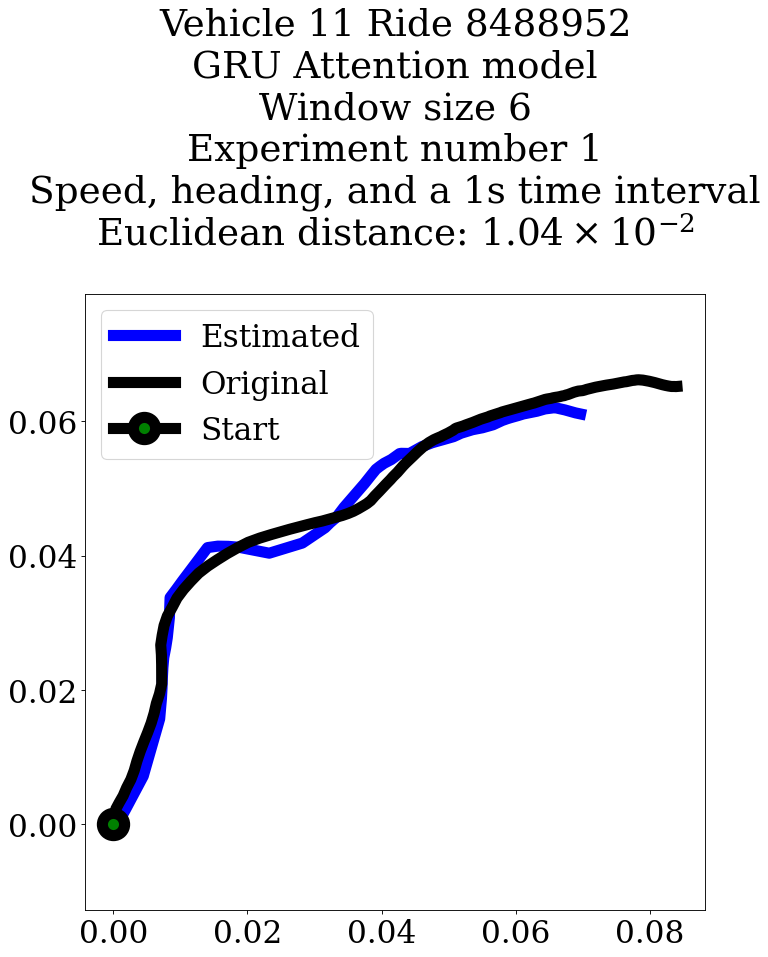 Vehicle 11 Ride 8488952
GRU Attention model
Window size 6
Experiment number 1
Speed, heading, and a 1s time interval
Euclidean distance: 1.04 × 10⁻²
Estimated
Original
Start
0.06
0.04
0.02
0.00
0.00 0.02 0.04 0.06 0.08